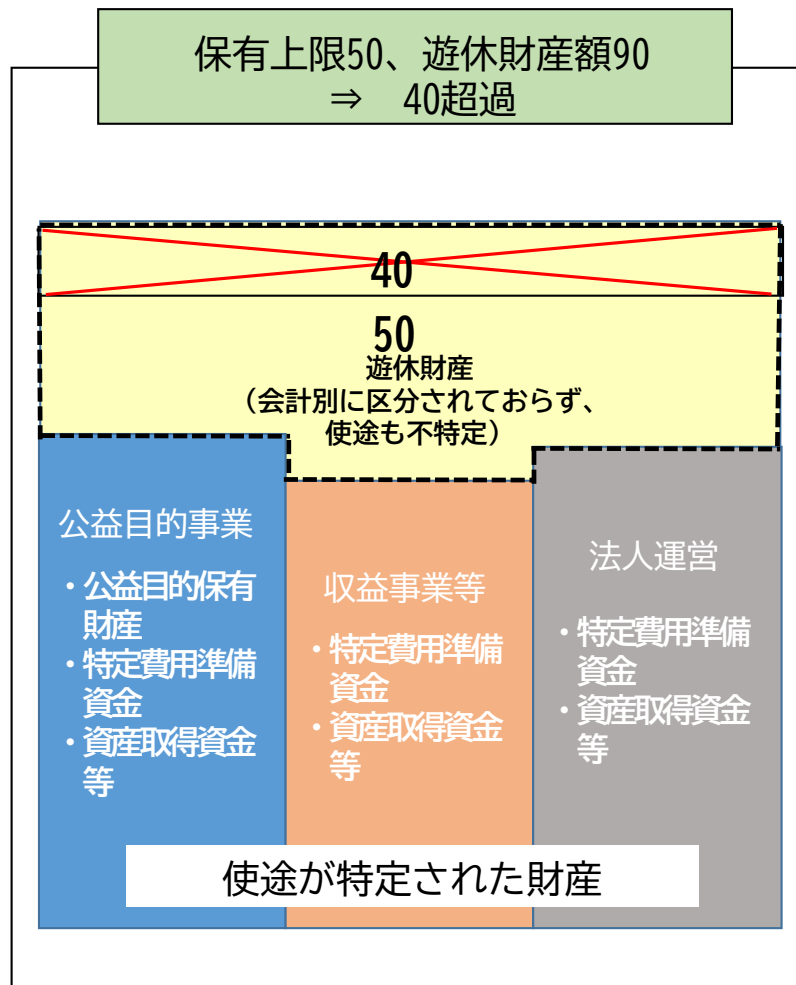 保有上限50、遊休財産額90
⇒　40超過
40
50
遊休財産
（会計別に区分されておらず、
使途も不特定）
公益目的事業
・公益目的保有
財産
・特定費用準備
資金
・資産取得資金
等
収益事業等
・特定費用準備
資金
・資産取得資金
等
法人運営
・特定費用準備
資金
・資産取得資金
等
使途が特定された財産